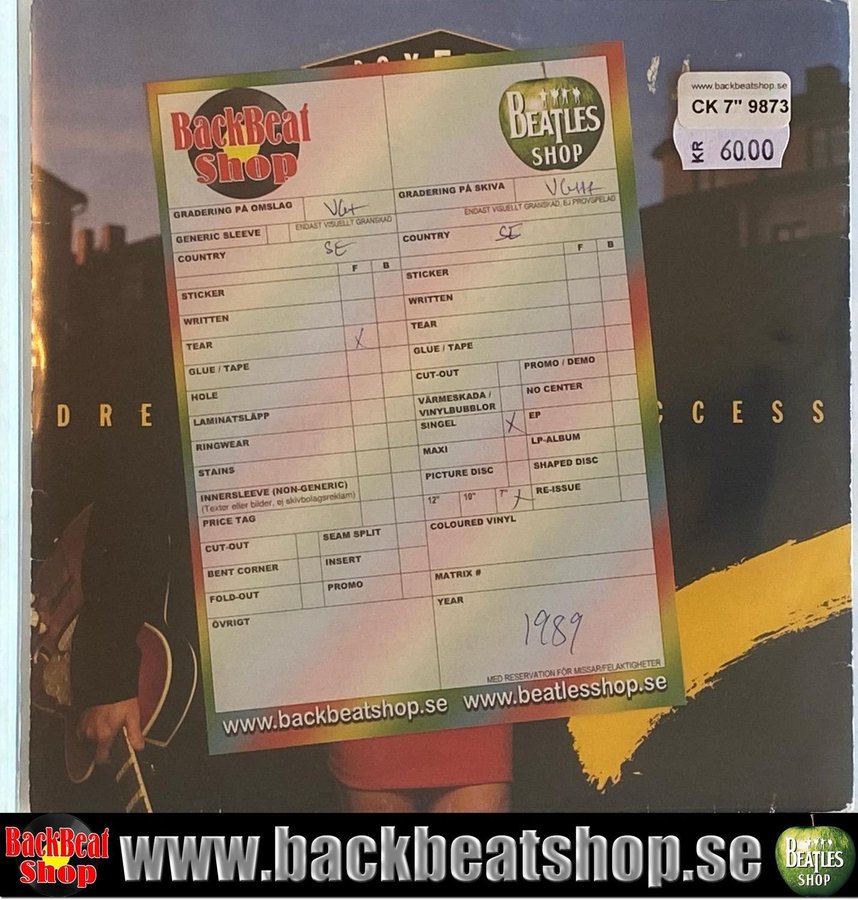 BackBeat
Shop
BEATLES
SHOP
www.backbeatshop.se
CK 7" 9873
KR 60.00
GRADERING PÅ OMSLAG VG+
ENDAST VISUELLT GRANSKAD
GRADERING PÅ SKIVA VG++
ENDAST VISUELLT GRANSKAD, EJ PROVSPELAD
GENERIC SLEEVE
COUNTRY SE
F B
STICKER
WRITTEN
TEAR X
GLUE / TAPE
HOLE
LAMINATSLÄPP
RINGWEAR
STAINS
INNERSLEEVE (NON-GENERIC)
(Texter eller bilder, ej skivbolagsreklam)
PRICE TAG
CUT-OUT SEAM SPLIT
BENT CORNER INSERT
FOLD-OUT PROMO
ÖVRIGT
COUNTRY SE
F B
STICKER
WRITTEN
TEAR
GLUE / TAPE
CUT-OUT PROMO / DEMO
VÄRMESKADA /
VINYLBUBBLOR NO CENTER
SINGEL X EP
MAXI LP-ALBUM
PICTURE DISC SHAPED DISC
12" 10" 7" X RE-ISSUE
COLOURED VINYL
MATRIX #
YEAR
1989
MED RESERVATION FÖR MISSAR/FELAKTIGHETER
www.backbeatshop.se www.beatlesshop.se
DRE
CCESS
BackBeat
Shop
www.backbeatshop.se
BEATLES
SHOP